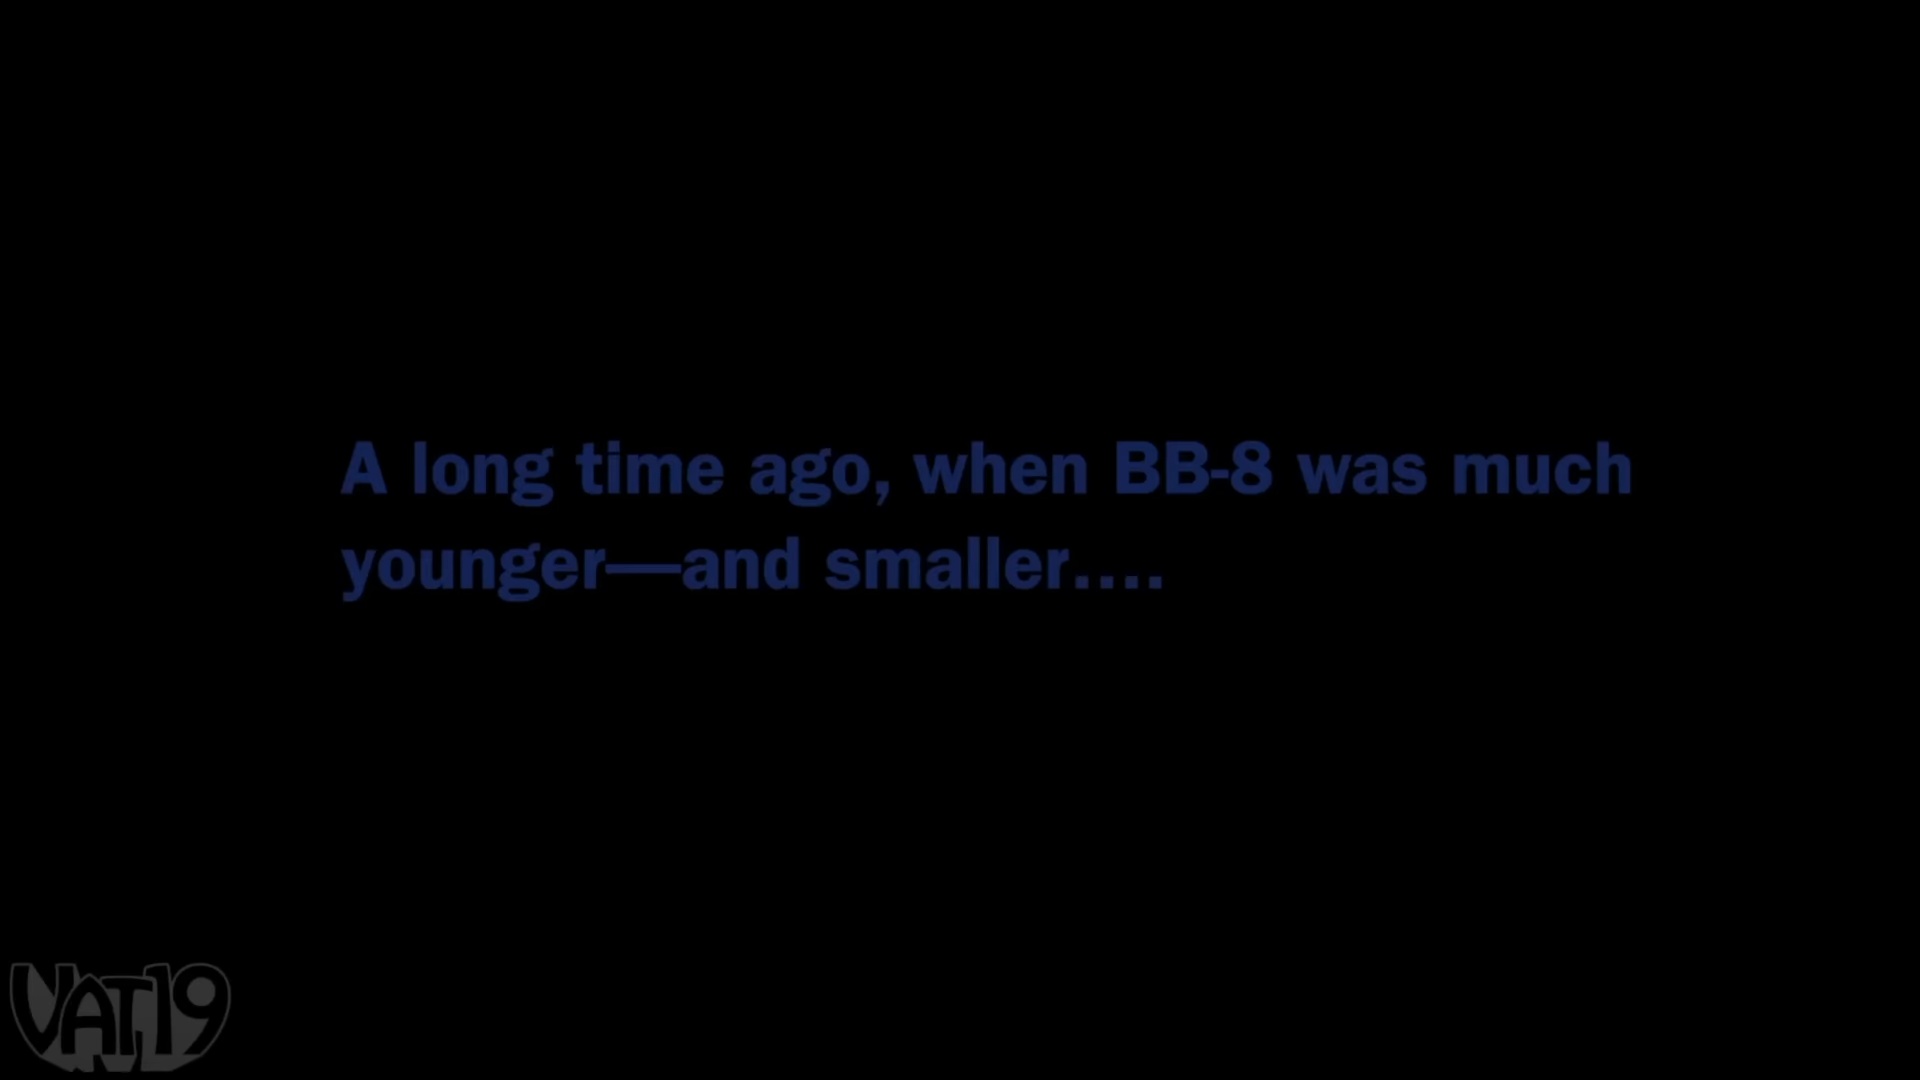 A long time ago, when BB-8 was much
younger—and smaller....
VAT19